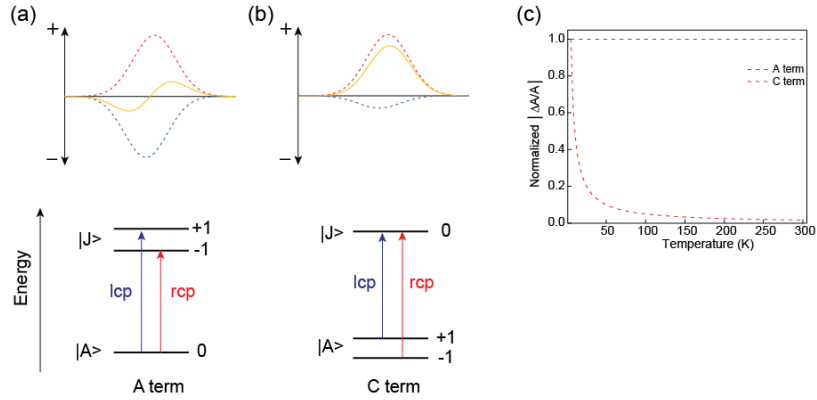 (a)
+
−
(b)
+
−
(c)
Normalized | ΔA/A |
1.0
0.8
0.6
0.4
0.2
0.0
50
100
150
200
250
300
Temperature (K)
A term
C term
Energy
|J>
+1
-1
lcp
rcp
|A>
0
A term
|J>
0
lcp
rcp
|A>
+1
-1
C term